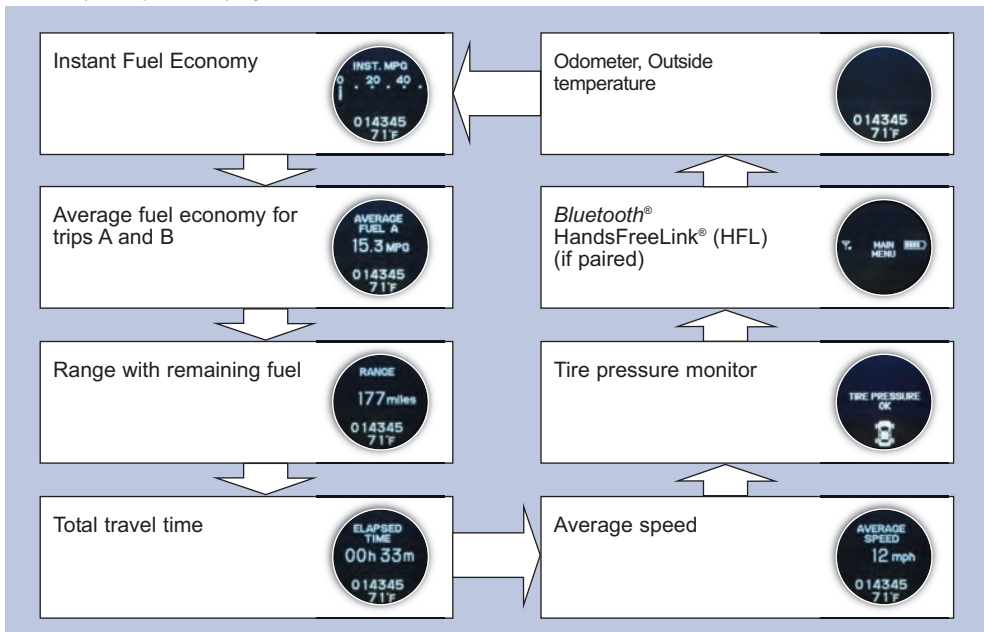 Instant Fuel Economy
INST. MPG
0 . 20 . 40 .
014345
71°F
Average fuel economy for
trips A and B
AVERAGE
FUEL A
15.3 MPG
014345
71°F
Range with remaining fuel
RANGE
177 miles
014345
71°F
Total travel time
ELAPSED
TIME
00h 33m
014345
71°F
Average speed
AVERAGE
SPEED
12 mph
014345
71°F
Tire pressure monitor
TIRE PRESSURE
OK
Bluetooth®
HandsFreeLink® (HFL)
(if paired)
MAIN
MENU
Odometer, Outside
temperature
014345
71°F